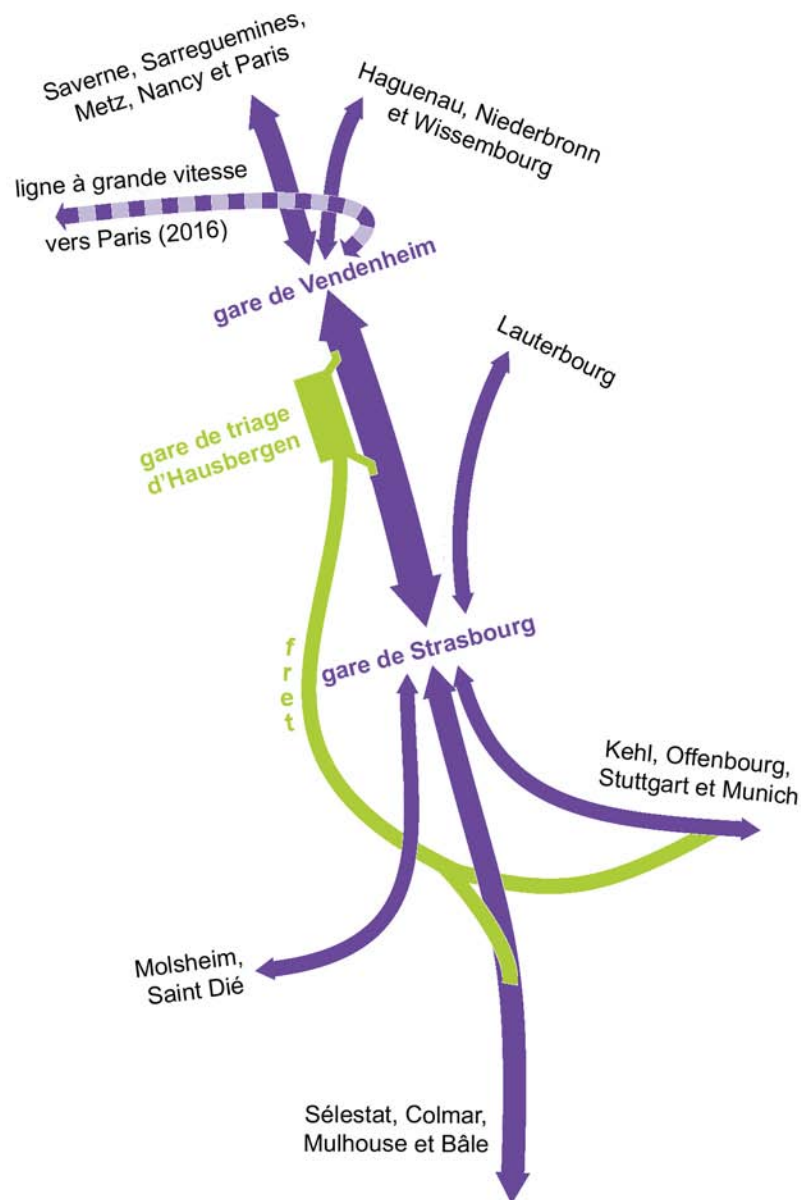 Saverne, Sarreguemines,
Metz, Nancy et Paris
Haguenau, Niederbronn
et Wissembourg
ligne à grande vitesse
vers Paris (2016)
gare de Vendenheim
Lauterbourg
gare de triage
d'Hausbergen
fret
gare de Strasbourg
Kehl, Offenbourg,
Stuttgart et Munich
Molsheim,
Saint Dié
Sélestat, Colmar,
Mulhouse et Bâle